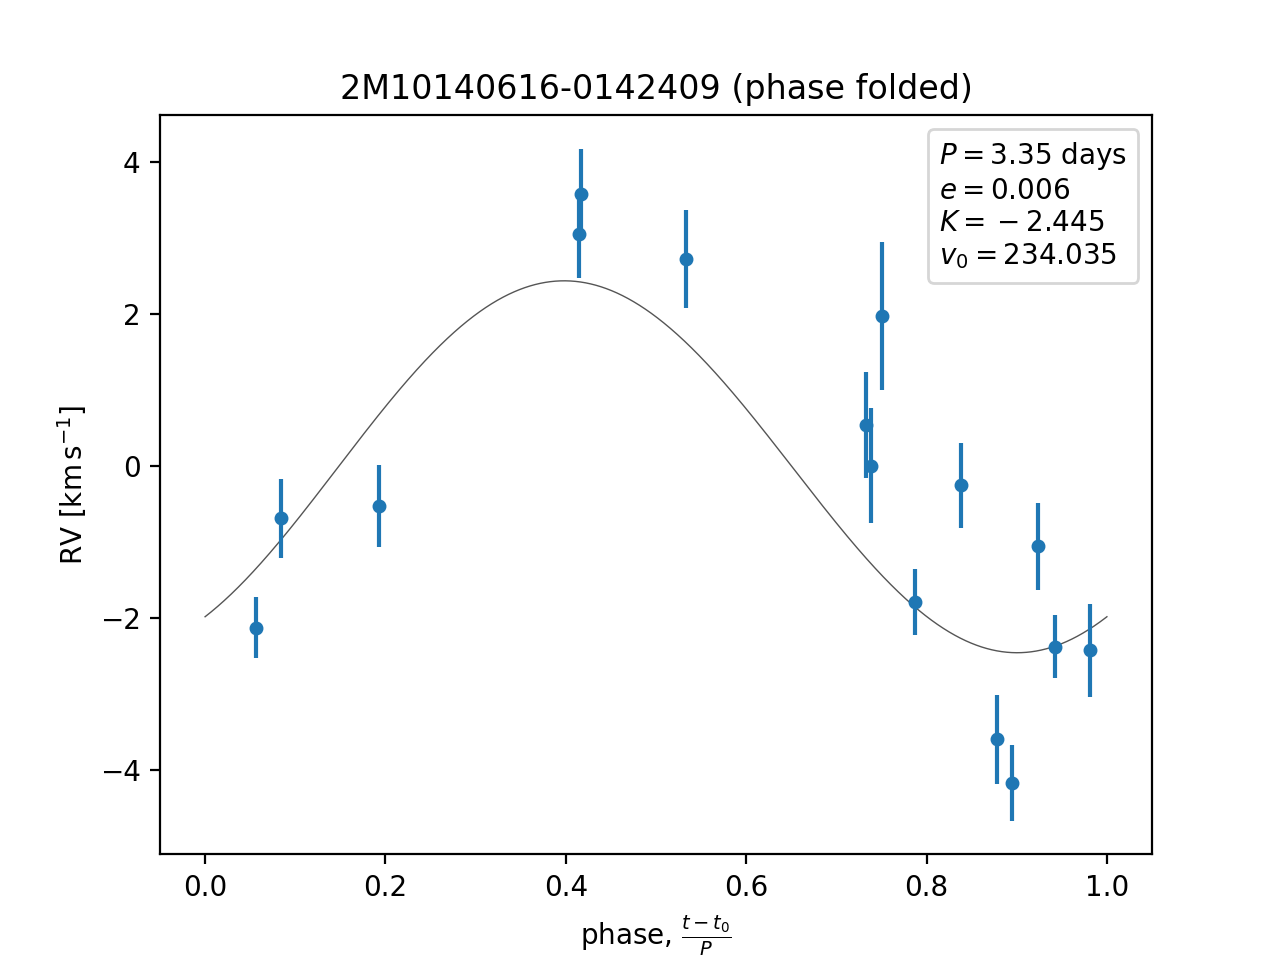 2M10140616-0142409 (phase folded)
P = 3.35 days
e = 0.006
K = −2.445
v₀ = 234.035
4
2
0
−2
−4
RV [km s⁻¹]
0.0 0.2 0.4 0.6 0.8 1.0
phase, (t − t₀)/P